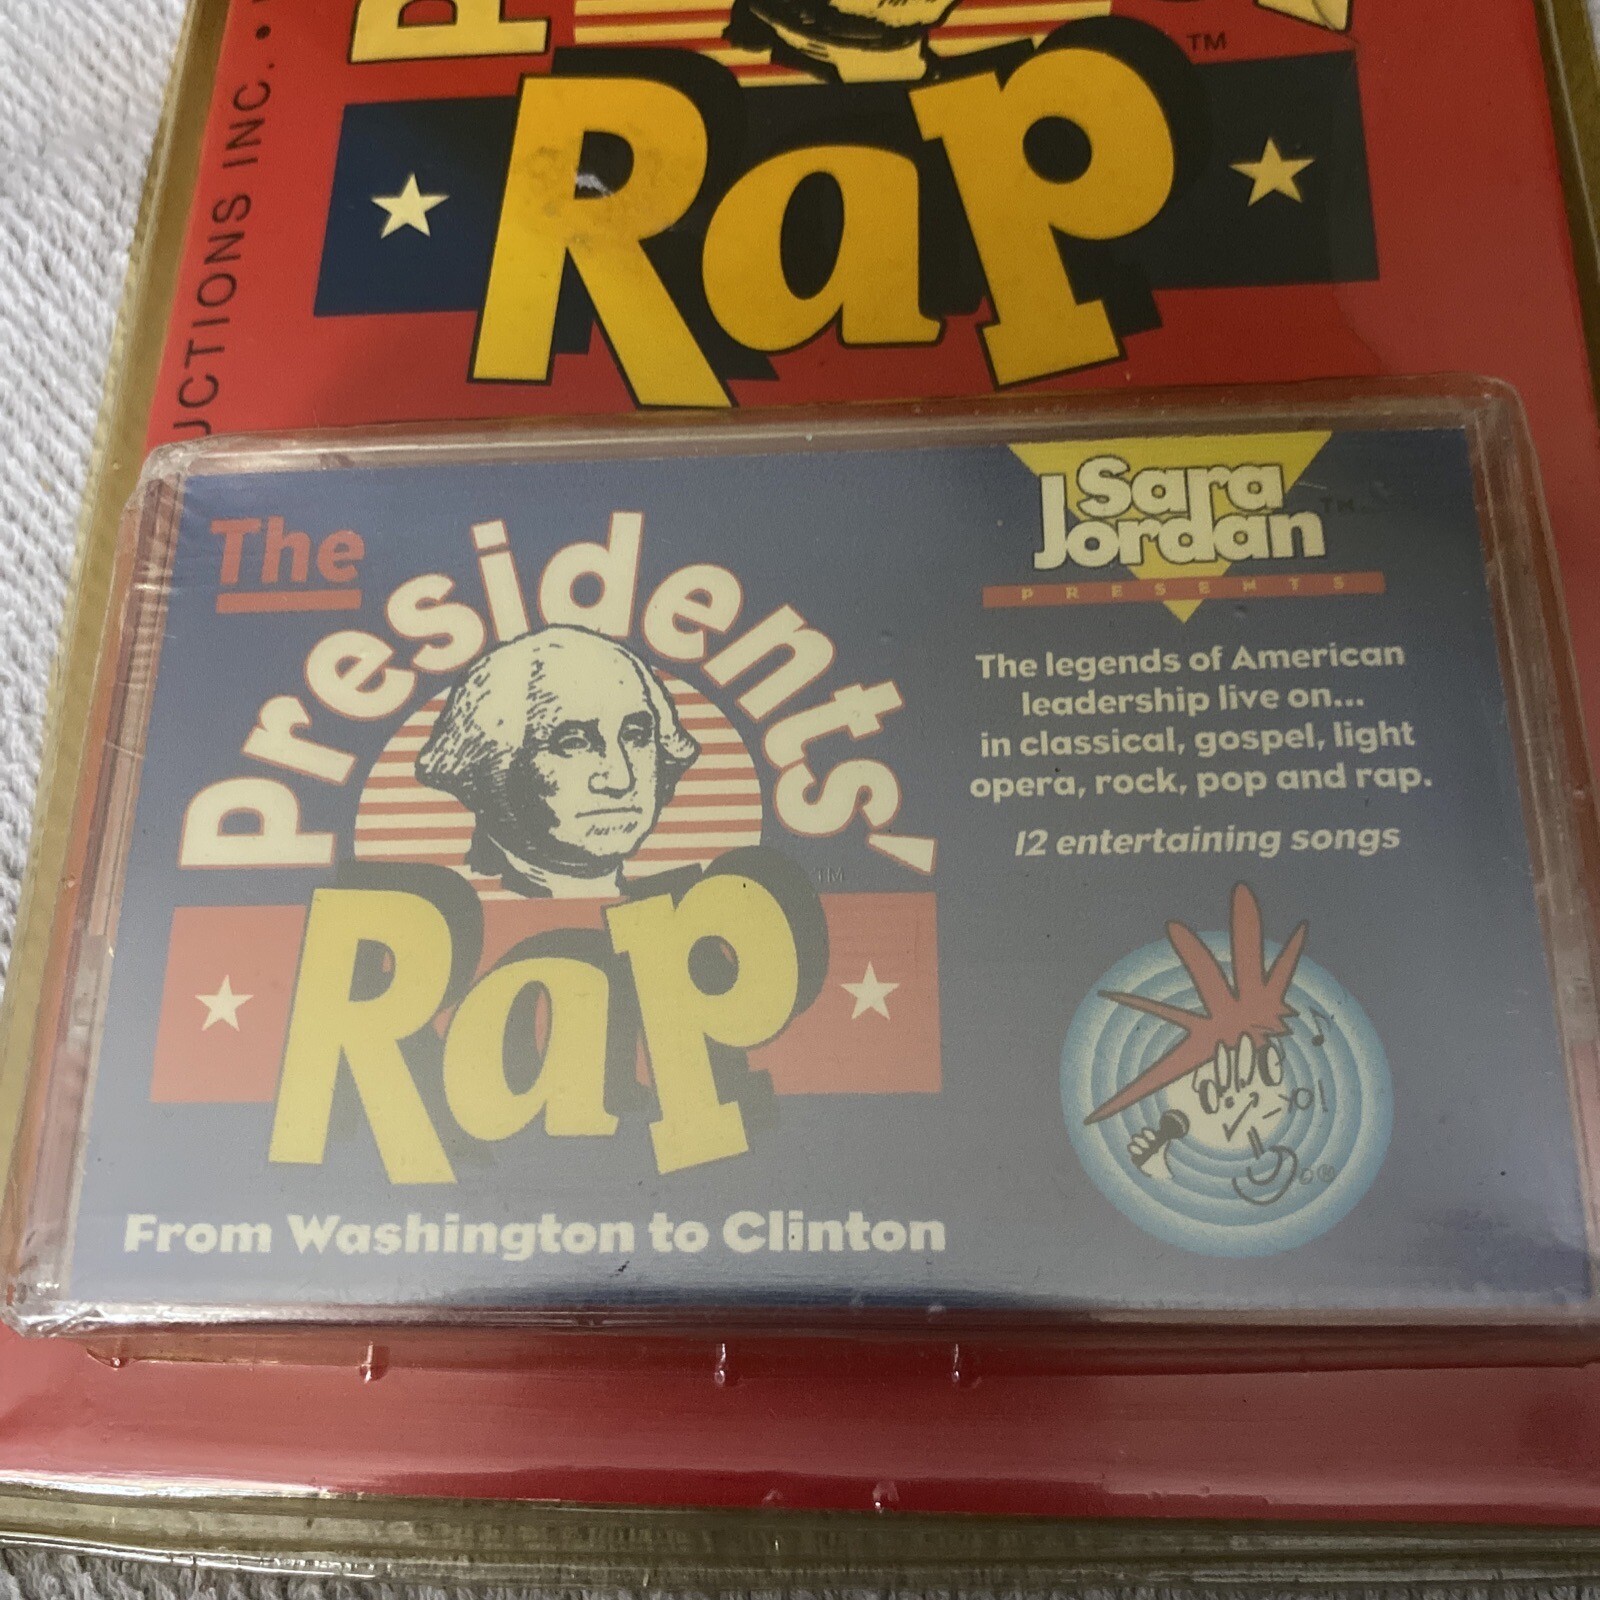 UCTIONS INC. •
P
TM
Rap
The
Presidents'
Rap
TM
From Washington to Clinton
Sara
Jordan
TM
PRESENTS
The legends of American
leadership live on...
in classical, gospel, light
opera, rock, pop and rap.
12 entertaining songs
-YO!
©®